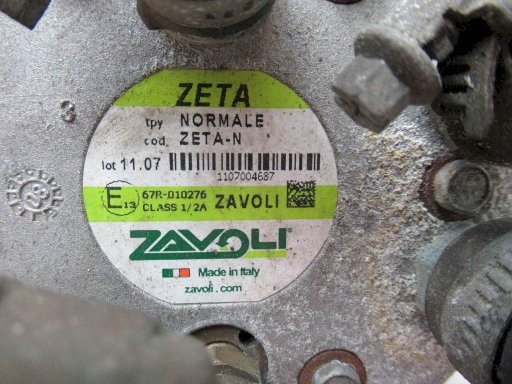 ZETA
tpy NORMALE
cod. ZETA-N
lot 11.07
1107004687
E13 67R-010276
CLASS 1/2A ZAVOLI
ZAVOLI
Made in Italy
zavoli.com
3